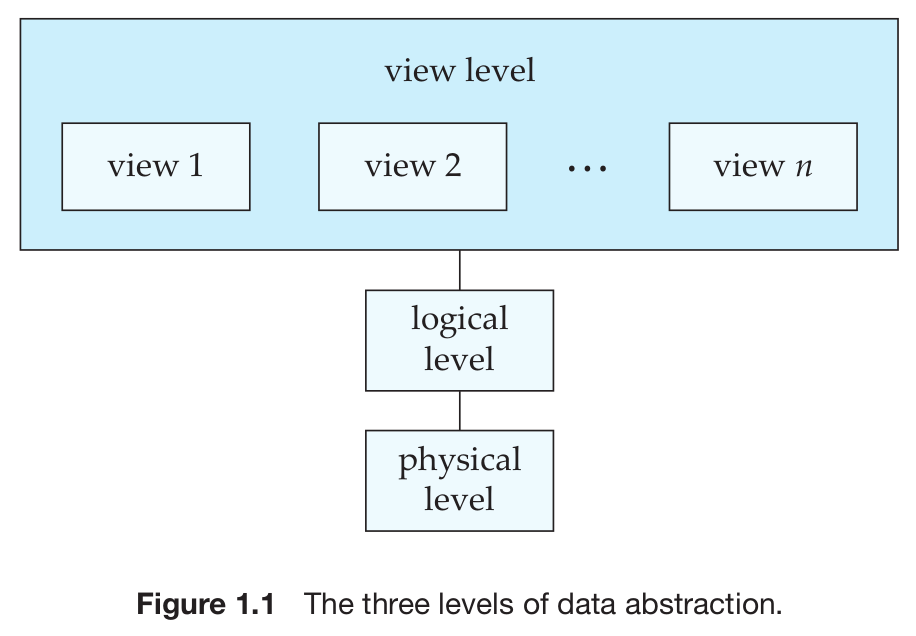 view level
view 1
view 2
...
view n
logical
level
physical
level
Figure 1.1 The three levels of data abstraction.